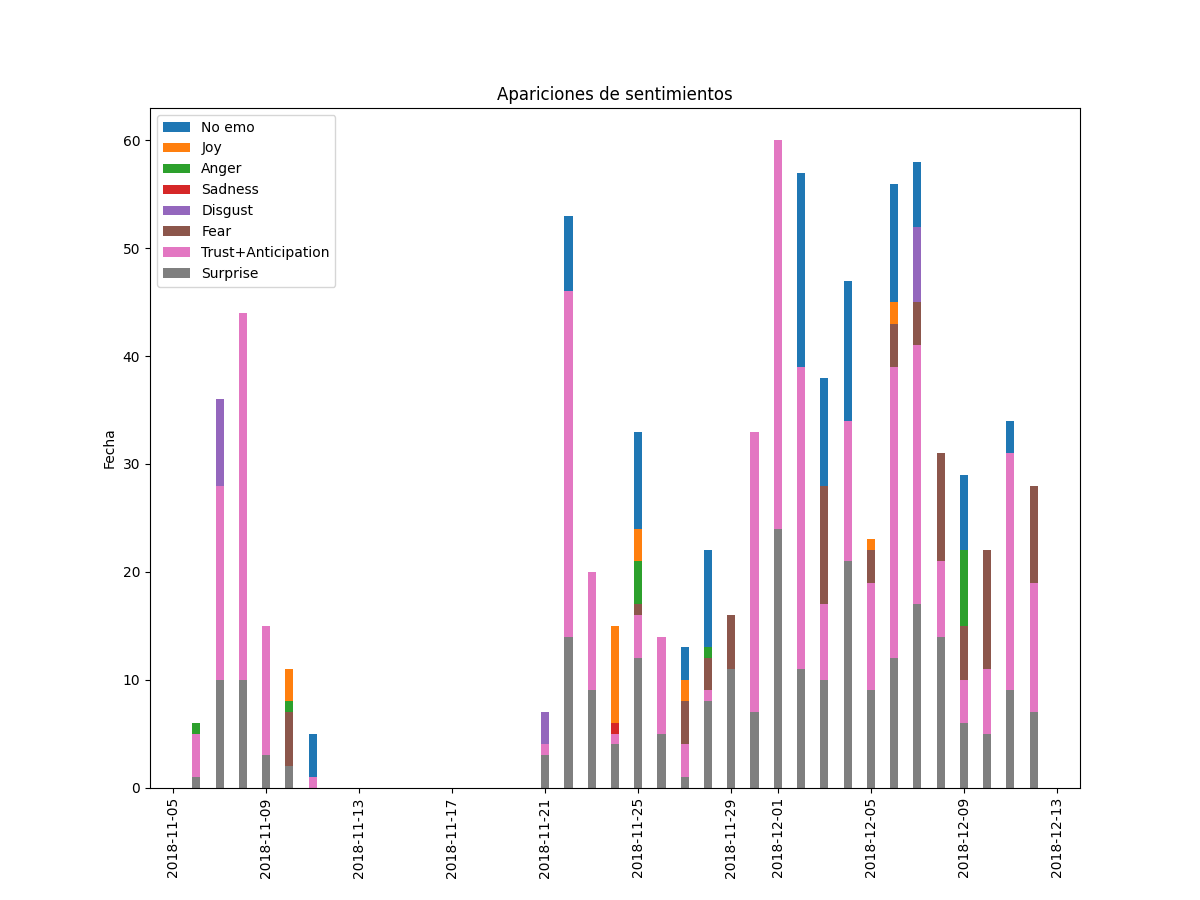 Apariciones de sentimientos
No emo
Joy
Anger
Sadness
Disgust
Fear
Trust+Anticipation
Surprise
Fecha
60
50
40
30
20
10
0
2018-11-05
2018-11-09
2018-11-13
2018-11-17
2018-11-21
2018-11-25
2018-11-29
2018-12-01
2018-12-05
2018-12-09
2018-12-13